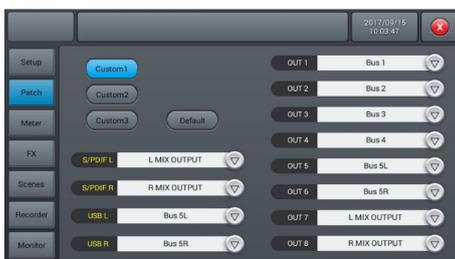 2017/09/15
10:03:47
X
Setup
Patch
Meter
FX
Scenes
Recorder
Monitor
Custom1
Custom2
Custom3
Default
S/PDIF L
L MIX OUTPUT
S/PDIF R
R MIX OUTPUT
USB L
Bus 5L
USB R
Bus 5R
OUT 1
Bus 1
OUT 2
Bus 2
OUT 3
Bus 3
OUT 4
Bus 4
OUT 5
Bus 5L
OUT 6
Bus 5R
OUT 7
L MIX OUTPUT
OUT 8
R MIX OUTPUT